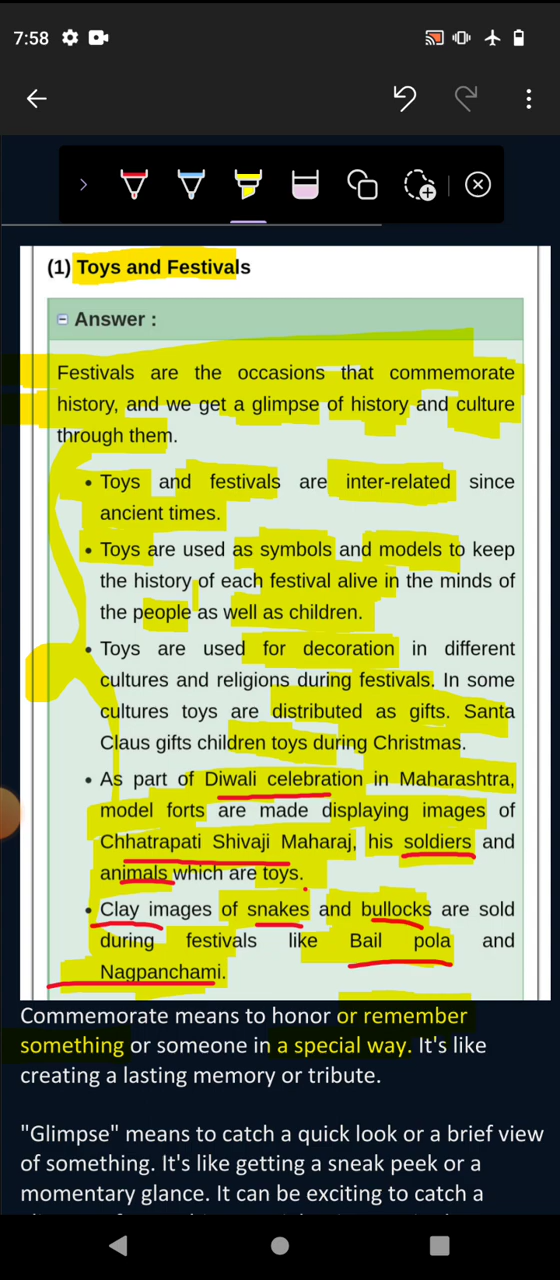 7:58
(1) Toys and Festivals
Answer :
Festivals are the occasions that commemorate
history, and we get a glimpse of history and culture
through them.
• Toys and festivals are inter-related since
ancient times.
• Toys are used as symbols and models to keep
the history of each festival alive in the minds of
the people as well as children.
• Toys are used for decoration in different
cultures and religions during festivals. In some
cultures toys are distributed as gifts. Santa
Claus gifts children toys during Christmas.
• As part of Diwali celebration in Maharashtra,
model forts are made displaying images of
Chhatrapati Shivaji Maharaj, his soldiers and
animals which are toys.
• Clay images of snakes and bullocks are sold
during festivals like Bail pola and
Nagpanchami.
Commemorate means to honor or remember
something or someone in a special way. It's like
creating a lasting memory or tribute.
"Glimpse" means to catch a quick look or a brief view
of something. It's like getting a sneak peek or a
momentary glance. It can be exciting to catch a